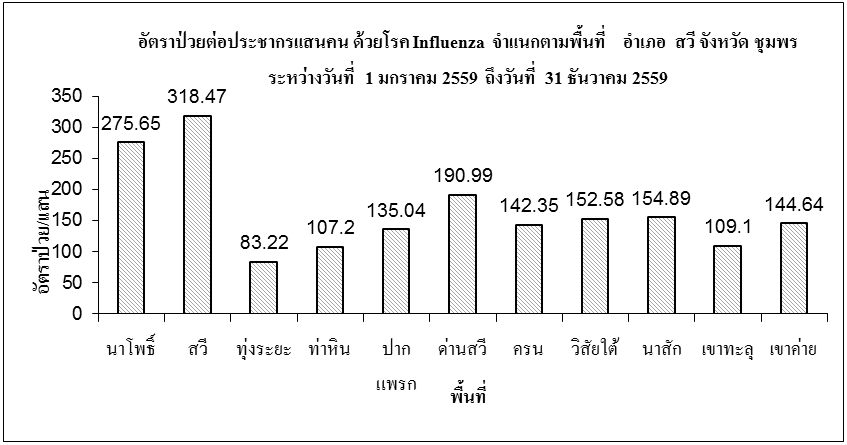 อัตราป่วยต่อประชากรแสนคน ด้วยโรค Influenza จำแนกตามพื้นที่ อำเภอ สวี จังหวัด ชุมพร
ระหว่างวันที่ 1 มกราคม 2559 ถึงวันที่ 31 ธันวาคม 2559
อัตราป่วย/แสน
350
300
250
200
150
100
50
0
275.65
318.47
83.22
107.2
135.04
190.99
142.35
152.58
154.89
109.1
144.64
นาโพธิ์
สวี
ทุ่งระยะ
ท่าหิน
ปาก
แพรก
ด่านสวี
ครน
วิสัยใต้
นาสัก
เขาทะลุ
เขาค่าย
พื้นที่